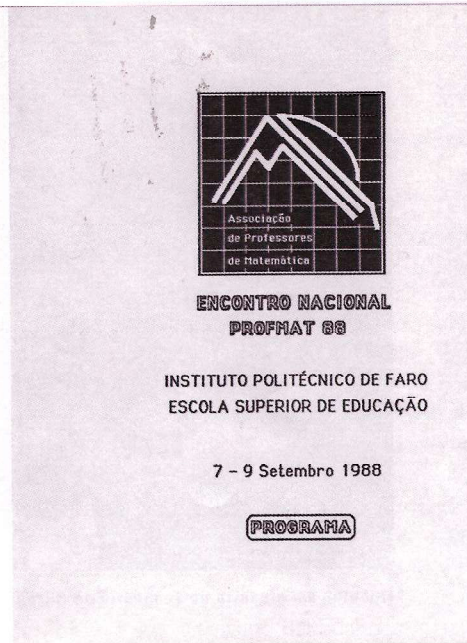 Associação
de Professores
de Matemática
ENCONTRO NACIONAL
PROFMAT 88
INSTITUTO POLITÉCNICO DE FARO
ESCOLA SUPERIOR DE EDUCAÇÃO
7 - 9 Setembro 1988
PROGRAMA